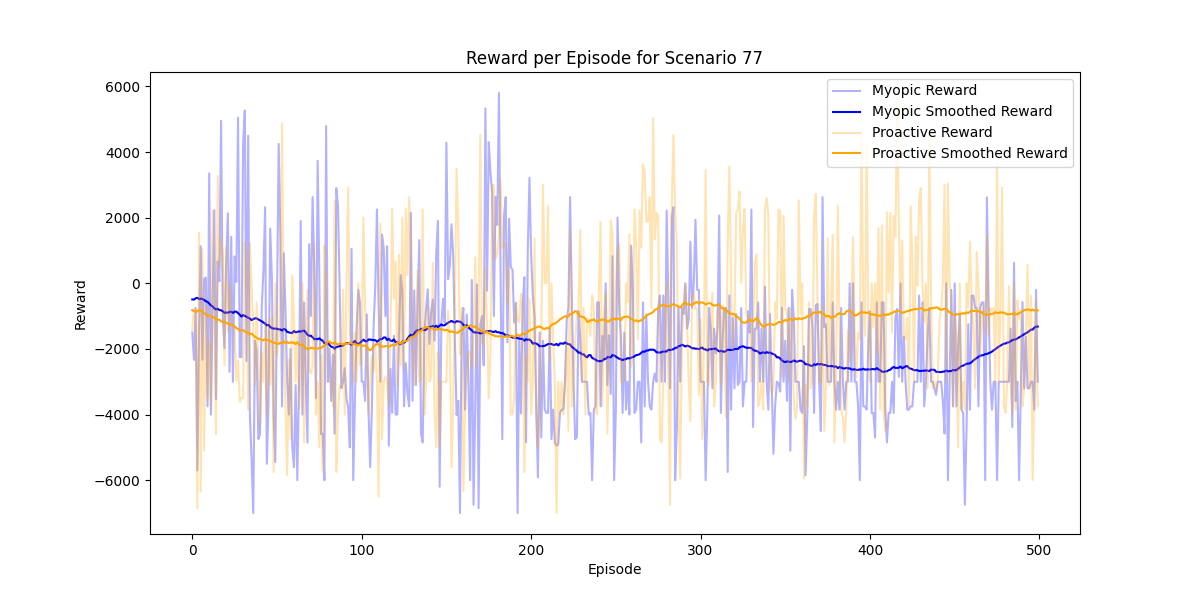 Reward per Episode for Scenario 77
Myopic Reward
Myopic Smoothed Reward
Proactive Reward
Proactive Smoothed Reward
Reward
6000
4000
2000
0
−2000
−4000
−6000
0 100 200 300 400 500
Episode